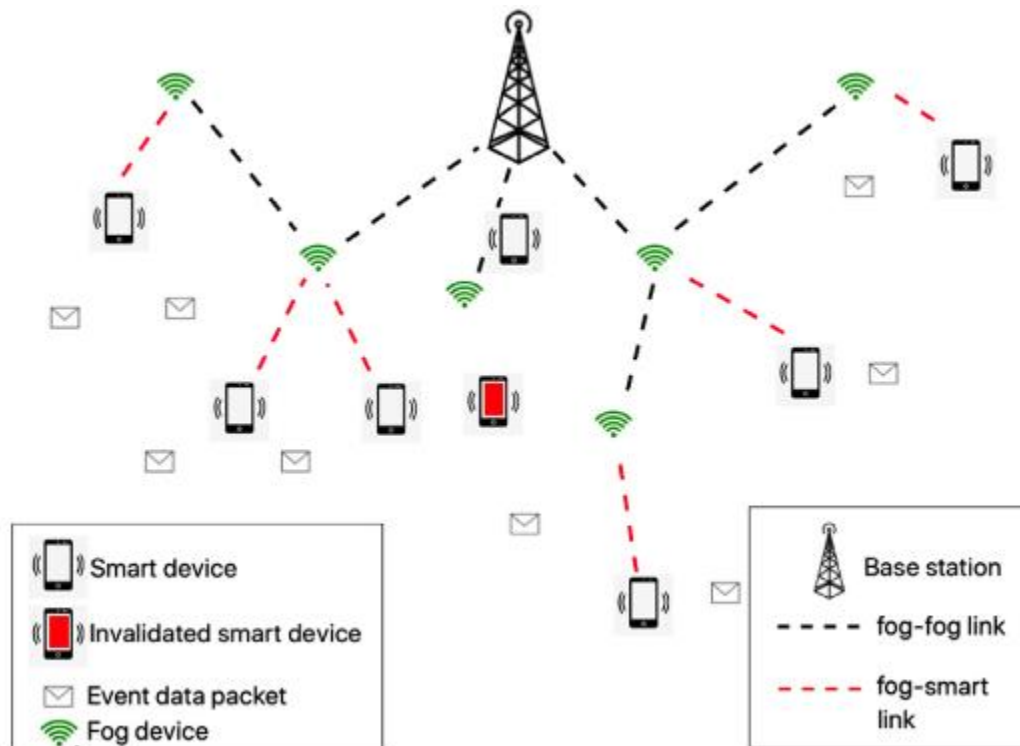 Smart device
Invalidated smart device
Event data packet
Fog device
Base station
fog-fog link
fog-smart
link